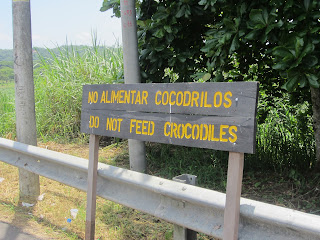 NO ALIMENTAR COCODRILOS.
DO NOT FEED CROCODILES